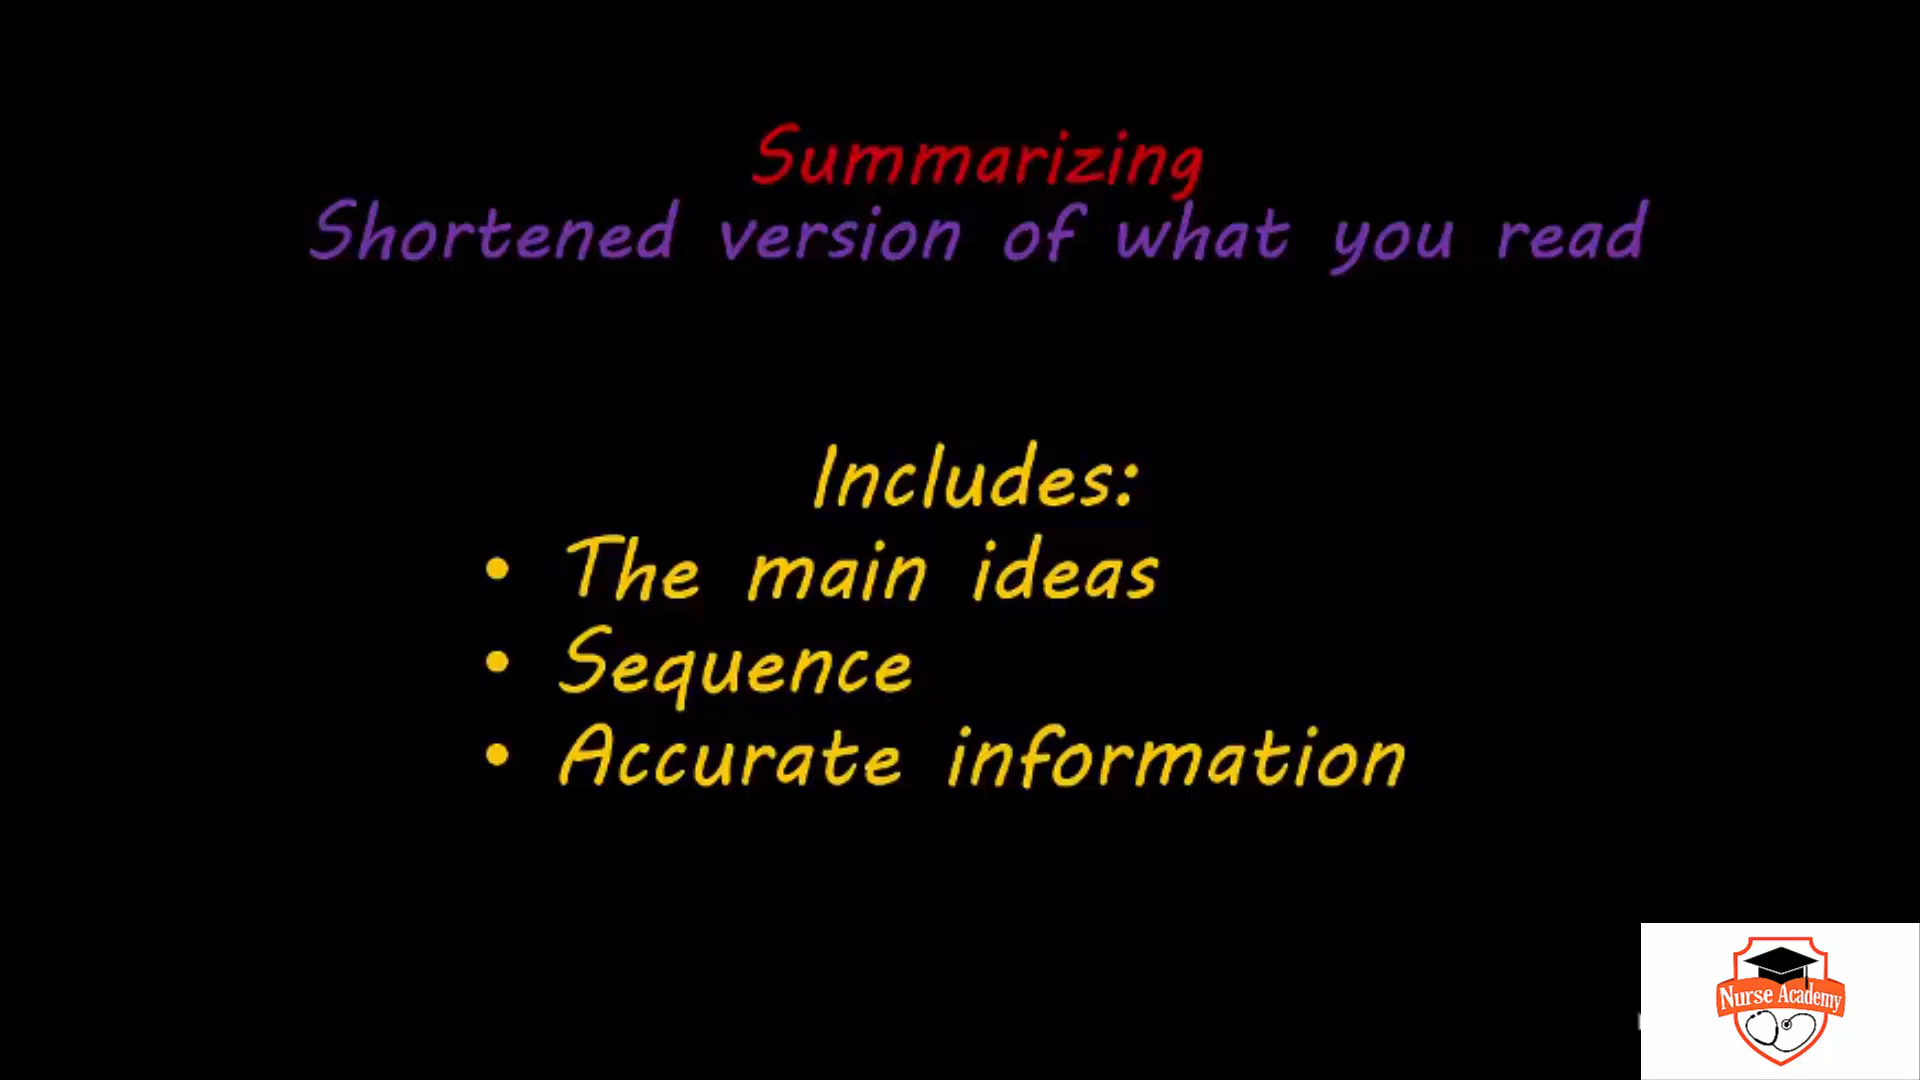 Summarizing
Shortened version of what you read
Includes:
• The main ideas
• Sequence
• Accurate information
Nurse Academy